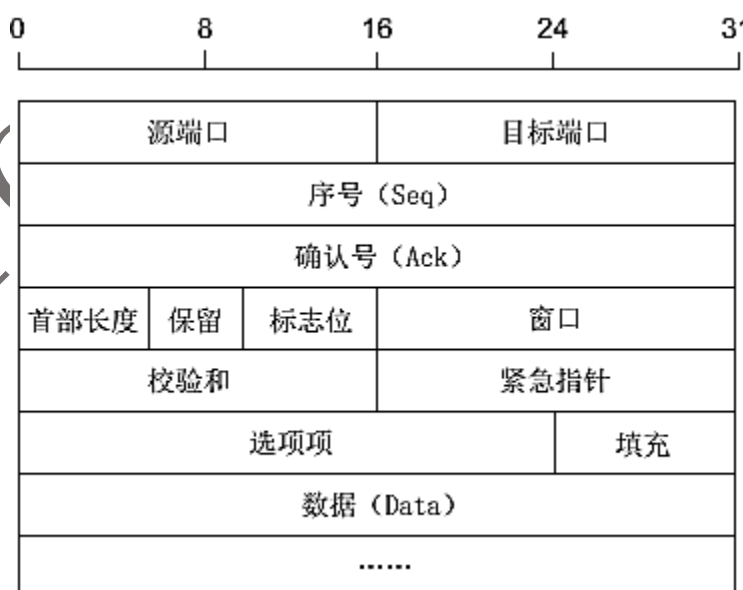 0 8 16 24 31
源端口 目标端口
序号（Seq）
确认号（Ack）
首部长度 保留 标志位 窗口
校验和 紧急指针
选项项 填充
数据（Data）
……